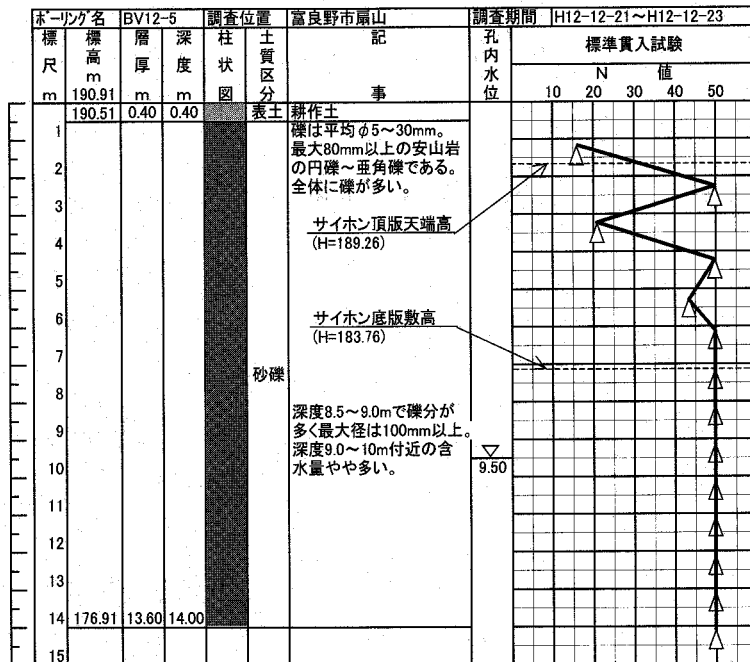 ボーリング名 BV12-5 調査位置 富良野市扇山 調査期間 H12-12-21～H12-12-23
標尺 m
標高 m
層厚 m
深度 m
柱状図
土質区分
記事
孔内水位
標準貫入試験
N 値
10 20 30 40 50
190.91
190.51 0.40 0.40 表土 耕作土
礫は平均φ5～30mm。
最大80mm以上の安山岩
の円礫～亜角礫である。
全体に礫が多い。
サイホン頂版天端高
(H=189.26)
サイホン底版敷高
(H=183.76)
砂礫
深度8.5～9.0mで礫分が
多く最大径は100mm以上。
深度9.0～10m付近の含
水量やや多い。
9.50
1
2
3
4
5
6
7
8
9
10
11
12
13
14 176.91 13.60 14.00
15